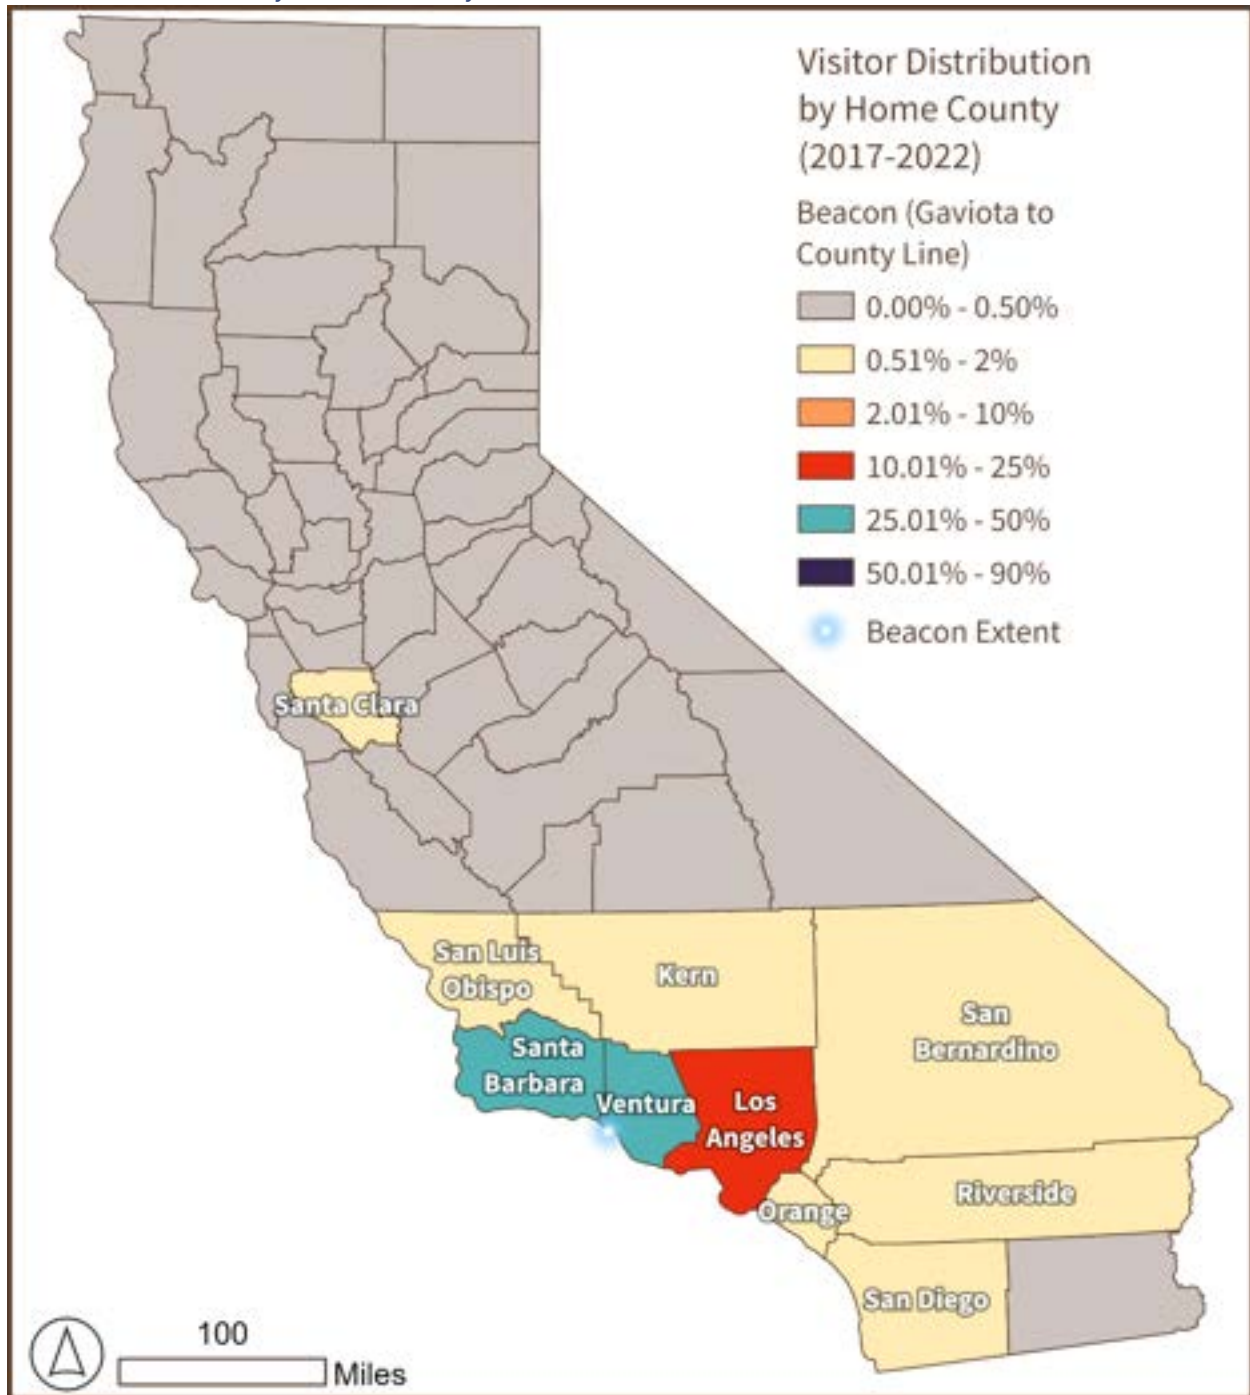 Visitor Distribution
by Home County
(2017-2022)
Beacon (Gaviota to
County Line)
0.00% - 0.50%
0.51% - 2%
2.01% - 10%
10.01% - 25%
25.01% - 50%
50.01% - 90%
Beacon Extent
Santa Clara
San Luis
Obispo
Kern
San
Bernardino
Santa
Barbara
Ventura
Los
Angeles
Riverside
Orange
San Diego
100
Miles